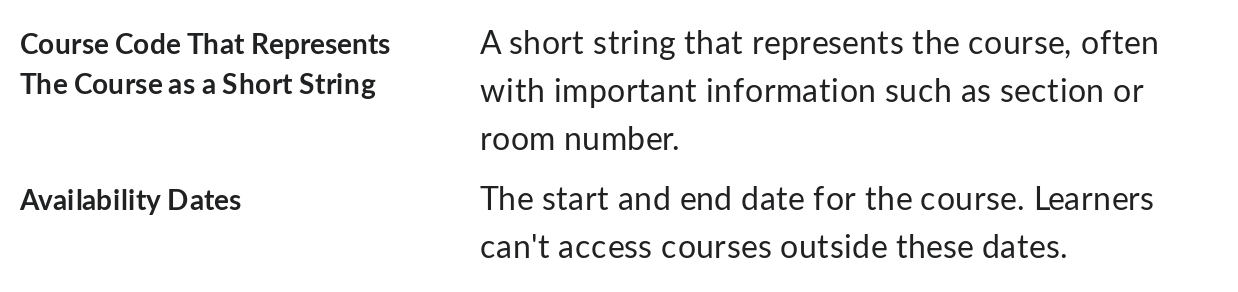 Course Code That Represents
The Course as a Short String
A short string that represents the course, often
with important information such as section or
room number.
Availability Dates
The start and end date for the course. Learners
can't access courses outside these dates.